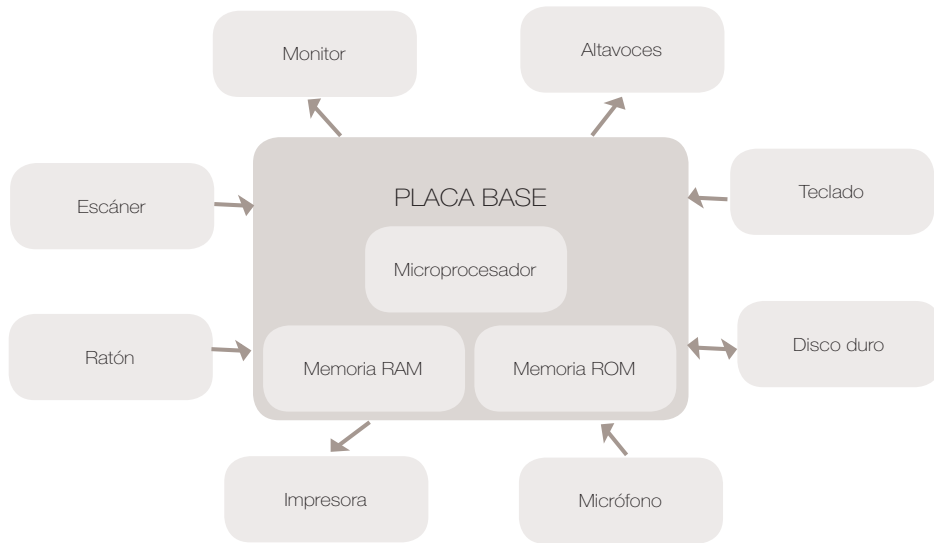 Monitor
Altavoces
Escáner
PLACA BASE
Teclado
Microprocesador
Ratón
Memoria RAM
Memoria ROM
Disco duro
Impresora
Micrófono